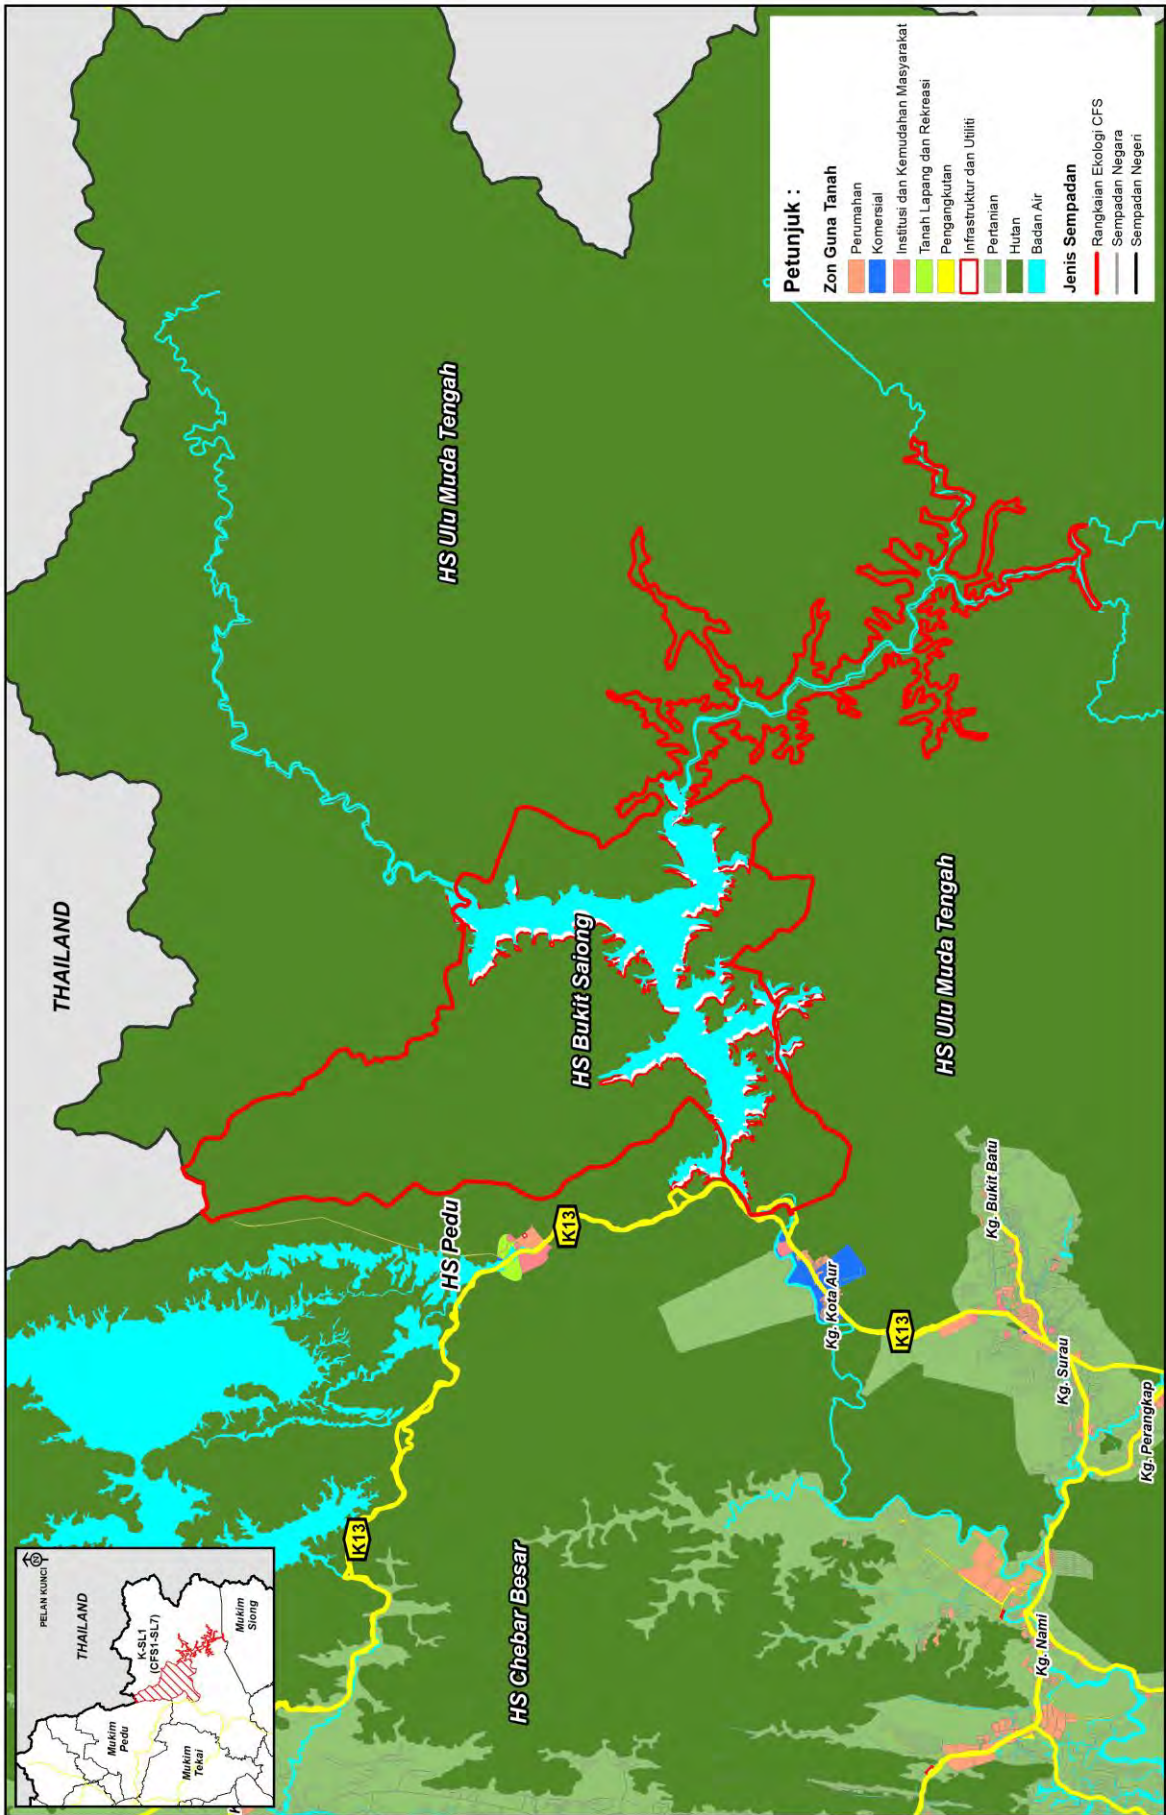 Petunjuk :
Zon Guna Tanah
Perumahan
Komersial
Institusi dan Kemudahan Masyarakat
Tanah Lapang dan Rekreasi
Pengangkutan
Infrastruktur dan Utiliti
Pertanian
Hutan
Badan Air
Jenis Sempadan
Rangkaian Ekologi CFS
Sempadan Negara
Sempadan Negeri
THAILAND
HS Ulu Muda Tengah
HS Bukit Saiong
HS Ulu Muda Tengah
HS Pedu
K13
K13
K13
Kg. Kota Aur
Kg. Bukit Batu
Kg. Surau
Kg. Perangkap
HS Chebar Besar
Kg. Nami
PELAN KUNCI
N
THAILAND
K-SL1
(CFS1-SL7)
Mukim
Siong
Mukim
Pedu
Mukim
Tekai